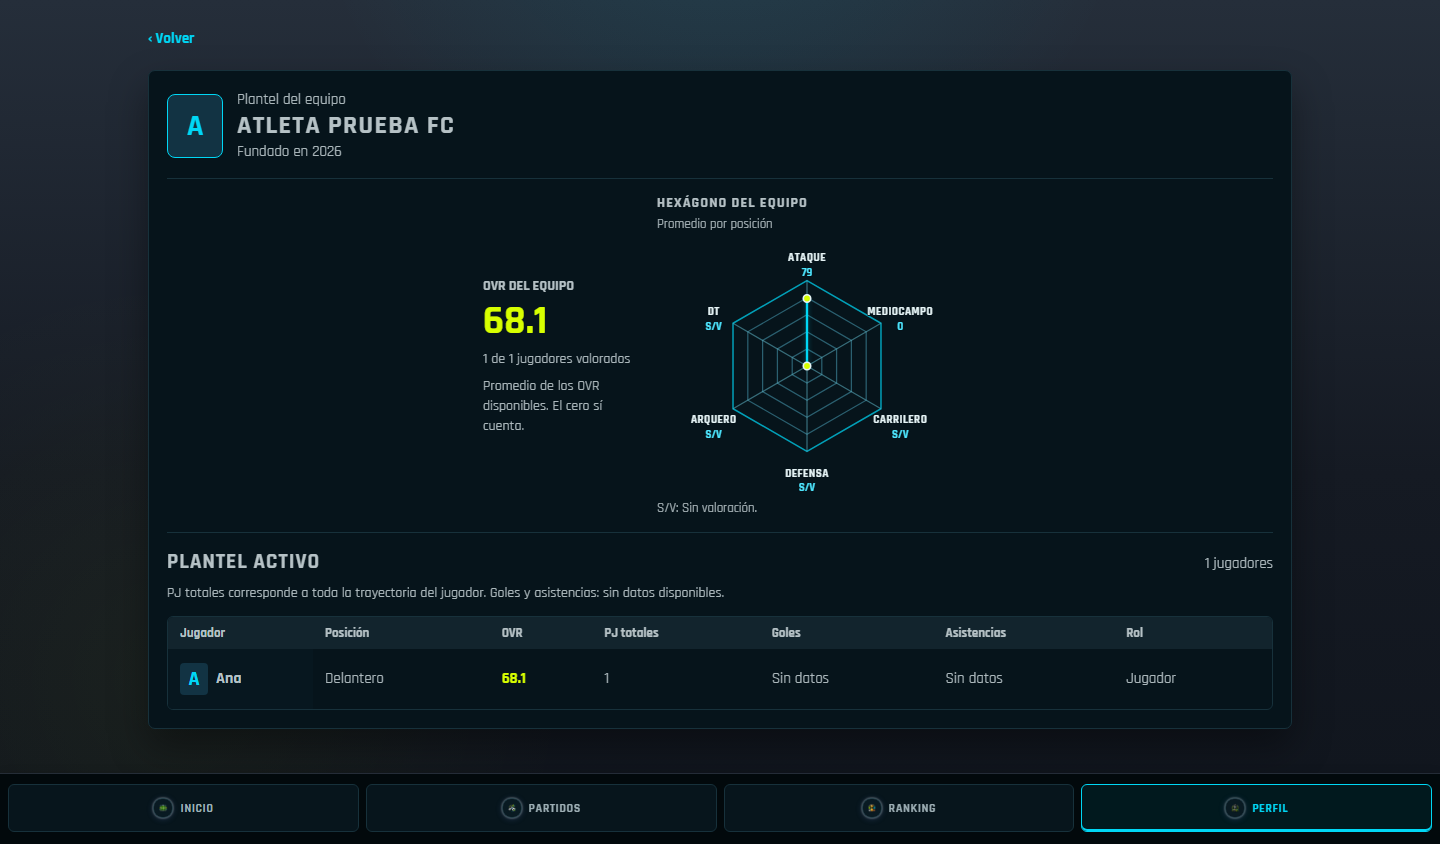 ‹ Volver
A
Plantel del equipo
ATLETA PRUEBA FC
Fundado en 2026
HEXÁGONO DEL EQUIPO
Promedio por posición
OVR DEL EQUIPO
68.1
1 de 1 jugadores valorados
Promedio de los OVR
disponibles. El cero sí
cuenta.
ATAQUE
79
DT
S/V
MEDIOCAMPO
0
ARQUERO
S/V
CARRILERO
S/V
DEFENSA
S/V
S/V: Sin valoración.
PLANTEL ACTIVO
1 jugadores
PJ totales corresponde a toda la trayectoria del jugador. Goles y asistencias: sin datos disponibles.
Jugador Posición OVR PJ totales Goles Asistencias Rol
A Ana Delantero 68.1 1 Sin datos Sin datos Jugador
INICIO PARTIDOS RANKING PERFIL